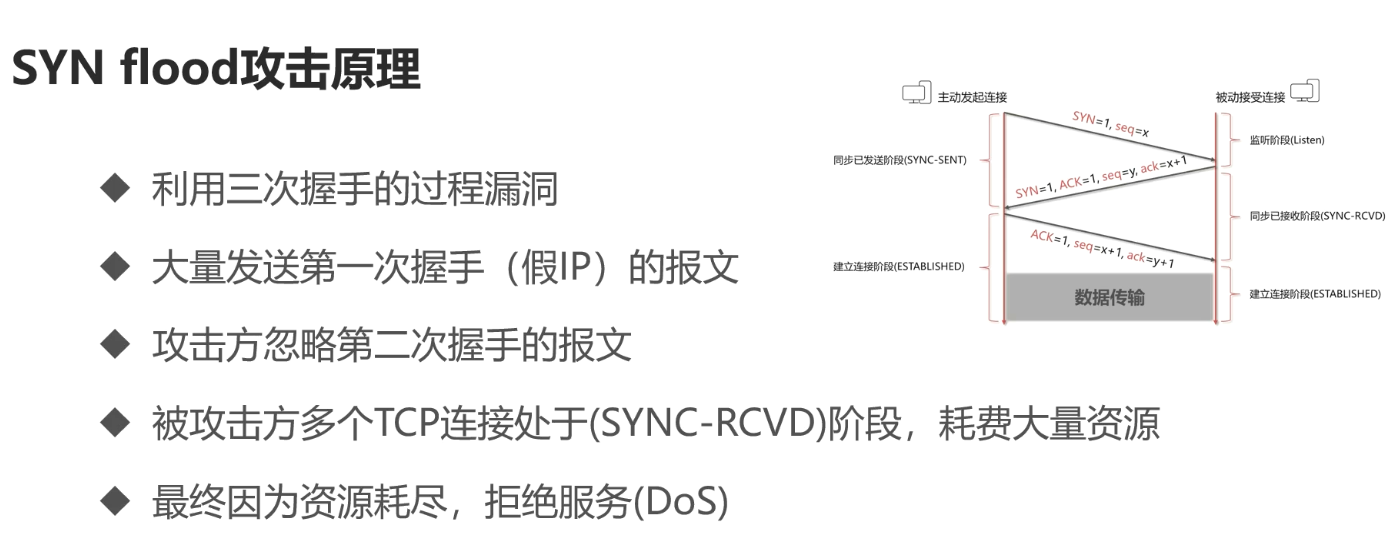 SYN flood攻击原理
利用三次握手的过程漏洞
大量发送第一次握手（假IP）的报文
攻击方忽略第二次握手的报文
被攻击方多个TCP连接处于(SYNC-RCVD)阶段，耗费大量资源
最终因为资源耗尽，拒绝服务(DoS)
主动发起连接
被动接受连接
SYN=1, seq=x
监听阶段(Listen)
同步已发送阶段(SYNC-SENT)
SYN=1, ACK=1, seq=y, ack=x+1
同步已接收阶段(SYNC-RCVD)
ACK=1, seq=x+1, ack=y+1
建立连接阶段(ESTABLISHED)
数据传输
建立连接阶段(ESTABLISHED)